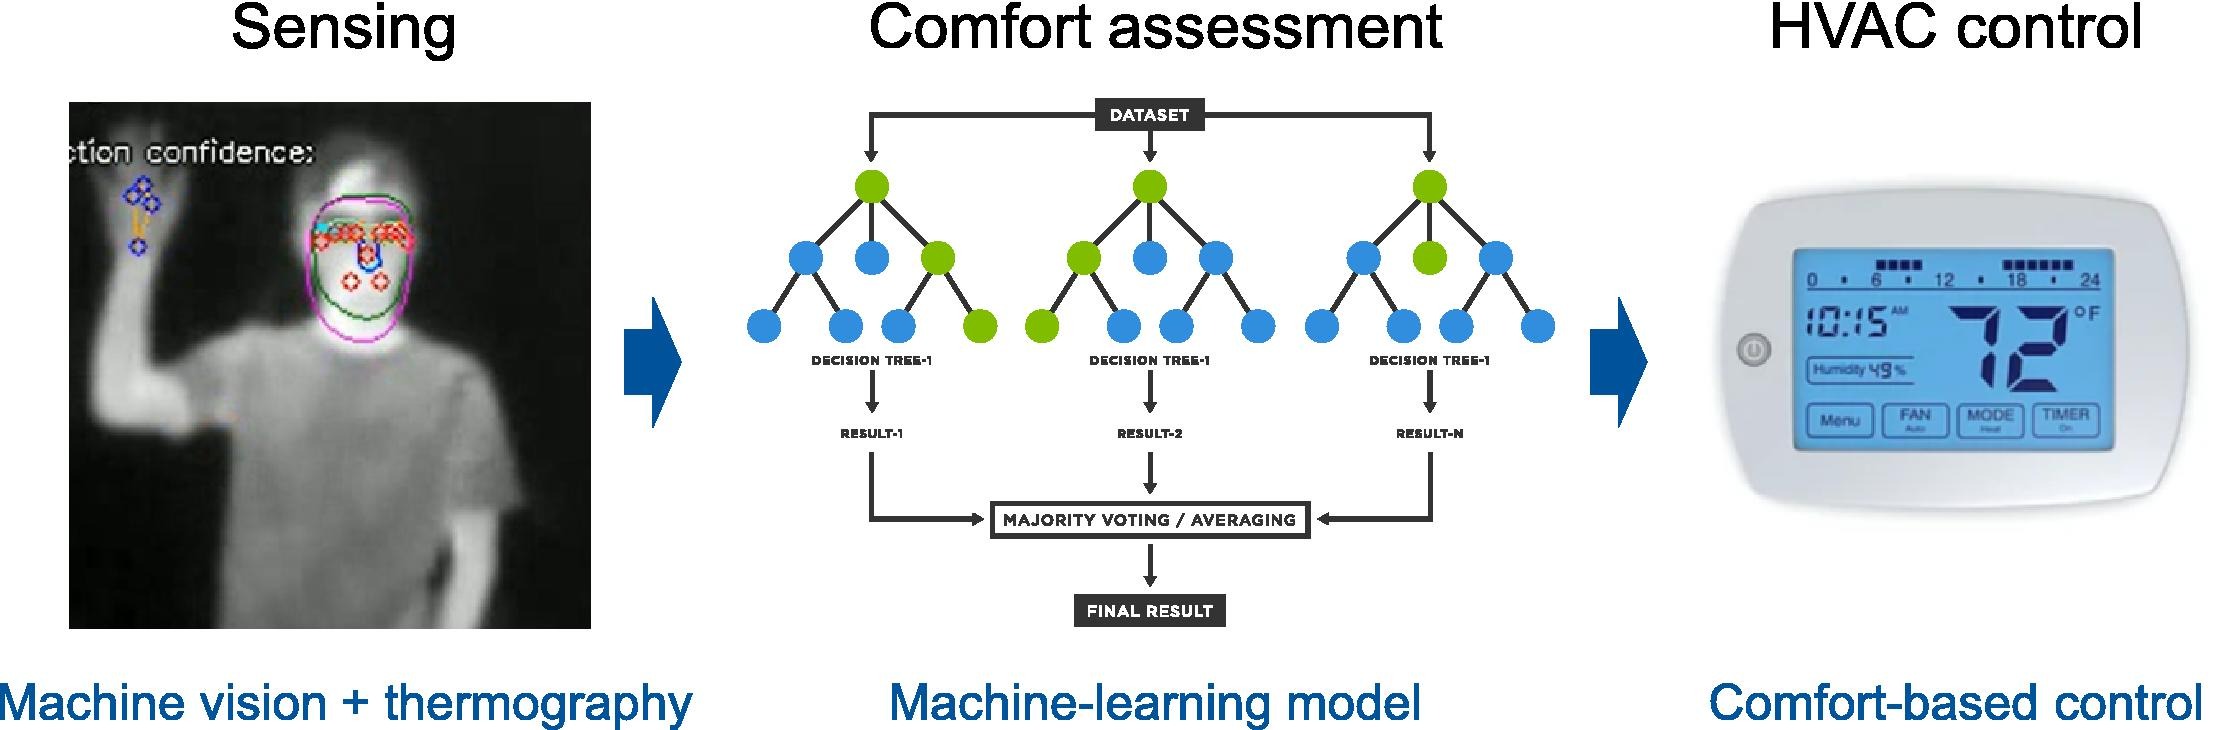 Sensing
Comfort assessment
HVAC control
ction confidence:
DATASET
DECISION TREE-1
DECISION TREE-1
DECISION TREE-1
RESULT-1
RESULT-2
RESULT-N
MAJORITY VOTING / AVERAGING
FINAL RESULT
0 6 12 18 24
10:15 AM
72 °F
Humidity 49 %
Menu
FAN
Auto
MODE
Heat
TIMER
On
Machine vision + thermography
Machine-learning model
Comfort-based control